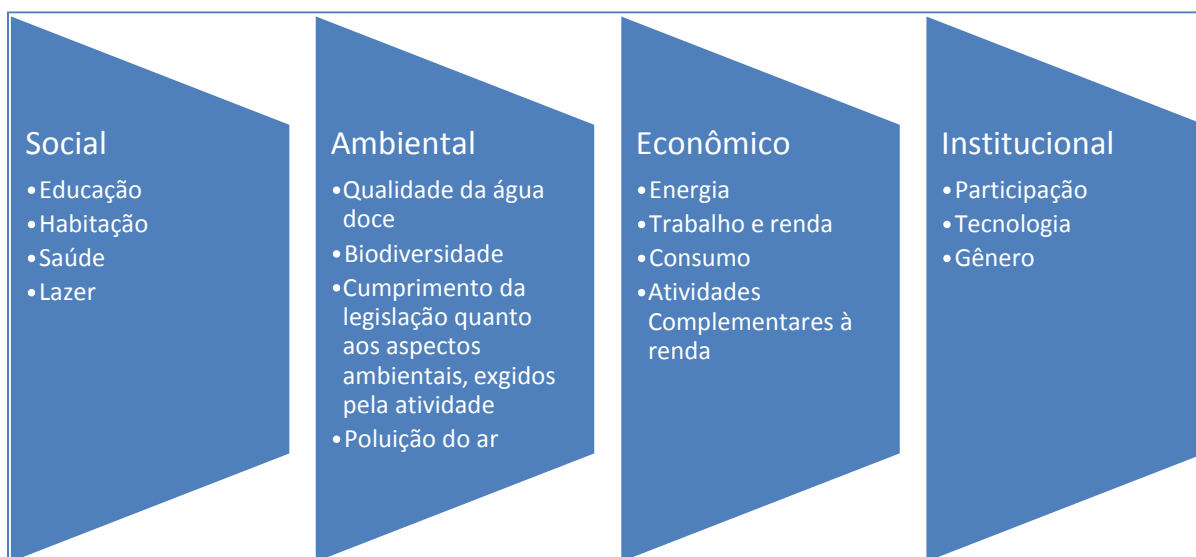 Social
•Educação
•Habitação
•Saúde
•Lazer
Ambiental
•Qualidade da água
doce
•Biodiversidade
•Cumprimento da
legislação quanto
aos aspectos
ambientais, exgidos
pela atividade
•Poluição do ar
Econômico
•Energia
•Trabalho e renda
•Consumo
•Atividades
Complementares à
renda
Institucional
•Participação
•Tecnologia
•Gênero